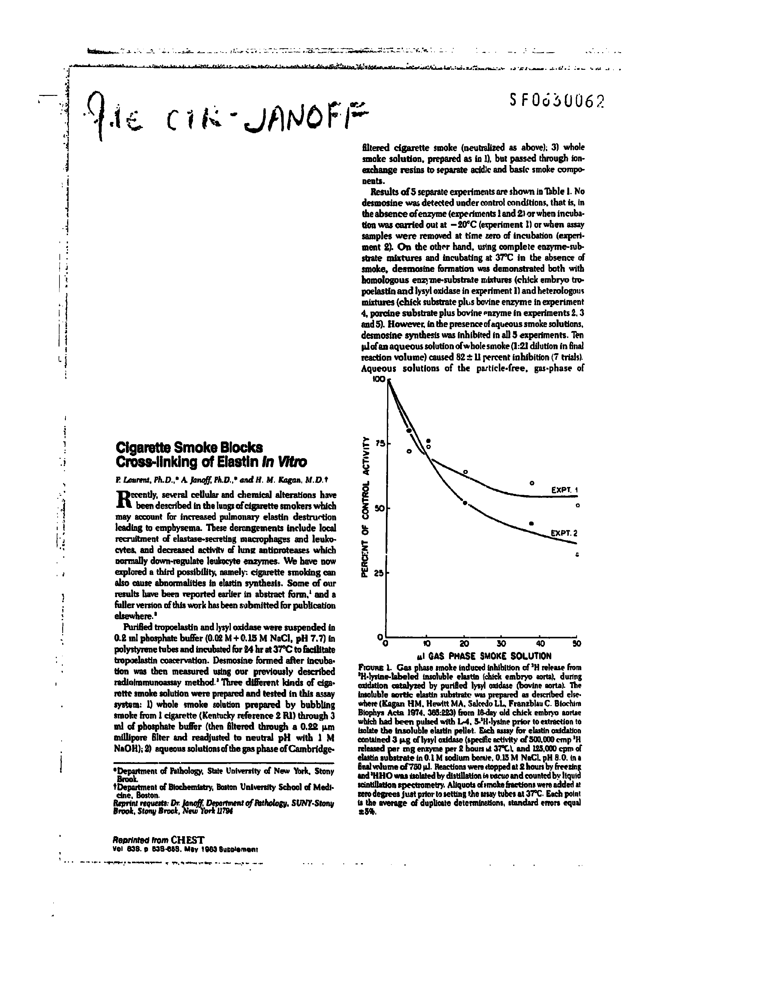 SF0630062
CTR-JANOFF
Cigarette Smoke Blocks
Cross-linking of Elastin In Vitro
P. Laurent, Ph.D.,* A. Janoff, Ph.D.,* and H. M. Kagan, M.D.†
Recently, several cellular and chemical alterations have
been described in the lungs of cigarette smokers which
may account for increased pulmonary elastin destruction
leading to emphysema. These derangements include local
recruitment of elastase-secreting macrophages and leuko-
cytes, and decreased activity of lung antiproteases which
normally down-regulate leukocyte enzymes. We have now
explored a third possibility, namely: cigarette smoking can
also cause abnormalities in elastin synthesis. Some of our
results have been reported earlier in abstract form,¹ and a
fuller version of this work has been submitted for publication
elsewhere.²
Purified tropoelastin and lysyl oxidase were suspended in
0.2 ml phosphate buffer (0.02 M + 0.15 M NaCl, pH 7.7) in
polystyrene tubes and incubated for 24 hr at 37°C to facilitate
tropoelastin coacervation. Desmosine formed after incuba-
tion was then measured using our previously described
radioimmunoassay method.³ Three different kinds of ciga-
rette smoke solution were prepared and tested in this assay
system: 1) whole smoke solution prepared by bubbling
smoke from 1 cigarette (Kentucky reference 2 R1) through 3
ml of phosphate buffer (then filtered through a 0.22 μm
millipore filter and readjusted to neutral pH with 1 M
NaOH); 2) aqueous solutions of the gas phase of Cambridge-
*Department of Pathology, State University of New York, Stony
Brook.
†Department of Biochemistry, Boston University School of Medi-
cine, Boston.
Reprint requests: Dr. Janoff, Department of Pathology, SUNY-Stony
Brook, Stony Brook, New York 11794
Reprinted from CHEST
Vol 83S, p 63S-65S, May 1983 Supplement
filtered cigarette smoke (neutralized as above); 3) whole
smoke solution, prepared as in 1), but passed through ion-
exchange resins to separate acidic and basic smoke compo-
nents.
Results of 5 separate experiments are shown in Table 1. No
desmosine was detected under control conditions, that is, in
the absence of enzyme (experiments 1 and 2) or when incuba-
tion was carried out at −20°C (experiment 1) or when assay
samples were removed at time zero of incubation (experi-
ment 2). On the other hand, using complete enzyme-sub-
strate mixtures and incubating at 37°C in the absence of
smoke, desmosine formation was demonstrated both with
homologous enzyme-substrate mixtures (chick embryo tro-
poelastin and lysyl oxidase in experiment 1) and heterologous
mixtures (chick substrate plus bovine enzyme in experiment
4, porcine substrate plus bovine enzyme in experiments 2, 3
and 5). However, in the presence of aqueous smoke solutions,
desmosine synthesis was inhibited in all 5 experiments. Ten
μl of an aqueous solution of whole smoke (1:21 dilution in final
reaction volume) caused 82 ± 11 percent inhibition (7 trials).
Aqueous solutions of the particle-free, gas-phase of
PERCENT OF CONTROL ACTIVITY
100
75
50
25
0
EXPT. 1
EXPT. 2
0 10 20 30 40 50
μl GAS PHASE SMOKE SOLUTION
FIGURE 1. Gas phase smoke induced inhibition of ³H release from
³H-lysine-labeled insoluble elastin (chick embryo aorta), during
oxidation catalyzed by purified lysyl oxidase (bovine aorta). The
insoluble aortic elastin substrate was prepared as described else-
where (Kagan HM, Hewitt MA, Salcedo LL, Franzblau C. Biochim
Biophys Acta 1974, 365:223) from 16-day old chick embryo aortae
which had been pulsed with L-4, 5-³H-lysine prior to extraction to
isolate the insoluble elastin pellet. Each assay for elastin oxidation
contained 3 μg of lysyl oxidase (specific activity of 500,000 cmp ³H
released per mg enzyme per 2 hours at 37°C), and 125,000 cpm of
elastin substrate in 0.1 M sodium borate, 0.15 M NaCl, pH 8.0, in a
final volume of 750 μl. Reactions were stopped at 2 hours by freezing
and ³HHO was isolated by distillation in vacuo and counted by liquid
scintillation spectrometry. Aliquots of smoke fractions were added at
zero degrees just prior to setting the assay tubes at 37°C. Each point
is the average of duplicate determinations, standard errors equal
±5%.